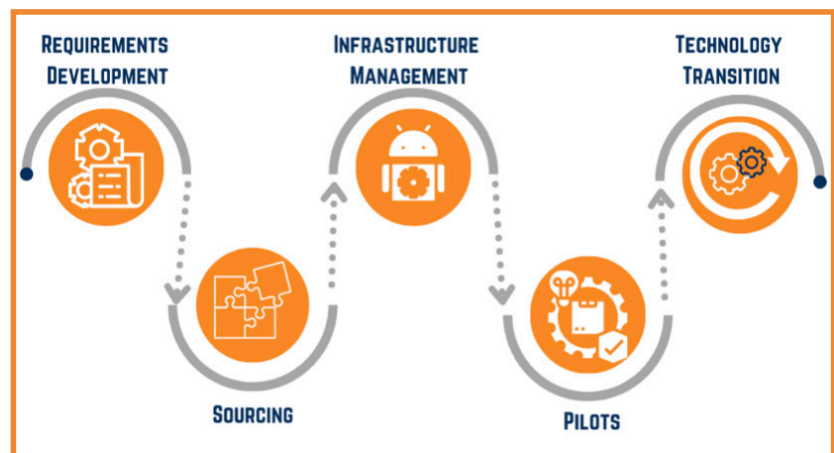 REQUIREMENTS
DEVELOPMENT
SOURCING
INFRASTRUCTURE
MANAGEMENT
PILOTS
TECHNOLOGY
TRANSITION